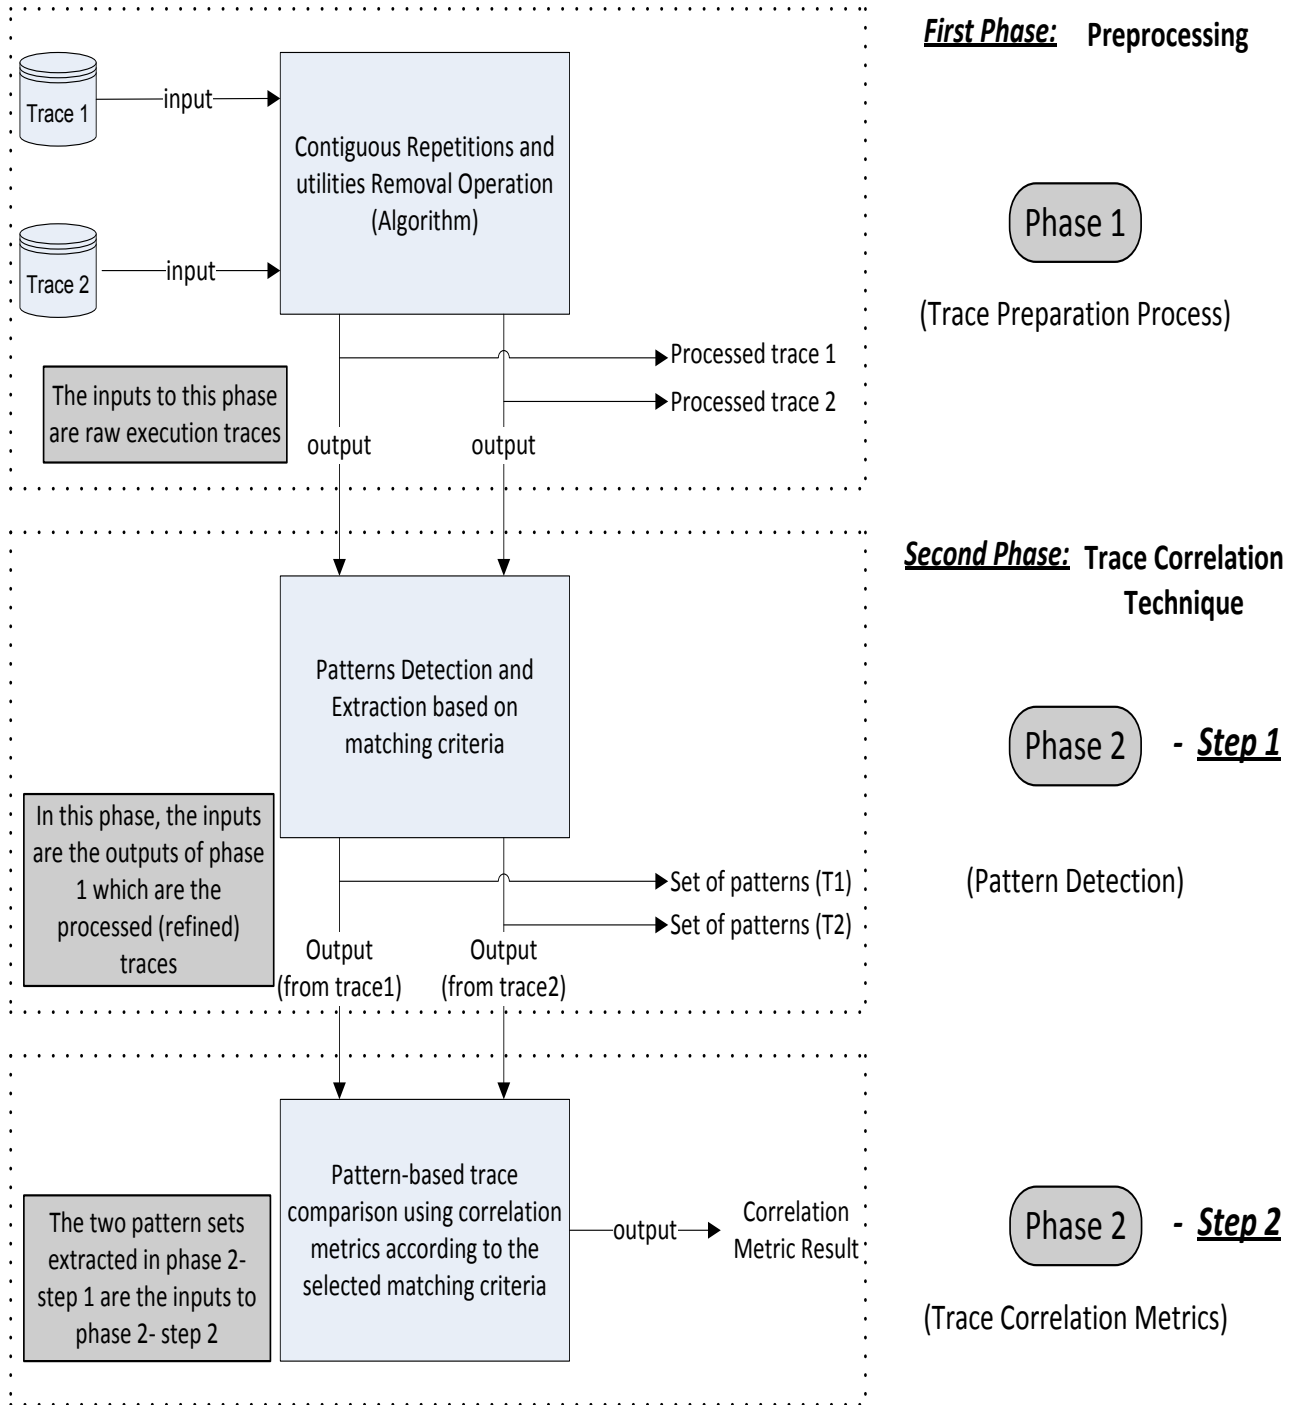 First Phase: Preprocessing
Trace 1
input
Contiguous Repetitions and
utilities Removal Operation
(Algorithm)
Phase 1
Trace 2
input
(Trace Preparation Process)
Processed trace 1
Processed trace 2
The inputs to this phase
are raw execution traces
output
output
Second Phase: Trace Correlation
Technique
Patterns Detection and
Extraction based on
matching criteria
Phase 2 - Step 1
In this phase, the inputs
are the outputs of phase
1 which are the
processed (refined)
traces
Set of patterns (T1)
Set of patterns (T2)
(Pattern Detection)
Output
(from trace1)
Output
(from trace2)
Pattern-based trace
comparison using correlation
metrics according to the
selected matching criteria
The two pattern sets
extracted in phase 2-
step 1 are the inputs to
phase 2- step 2
output
Correlation
Metric Result
Phase 2 - Step 2
(Trace Correlation Metrics)